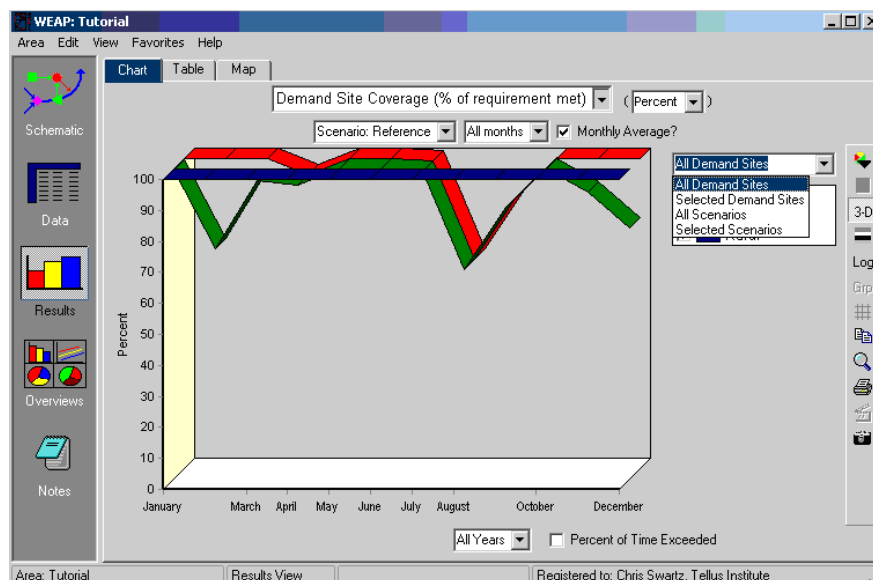 WEAP: Tutorial
Area Edit View Favorites Help
Chart Table Map
Demand Site Coverage (% of requirement met) (Percent)
Scenario: Reference All months Monthly Average?
Schematic
Data
Results
Overviews
Notes
All Demand Sites
All Demand Sites
Selected Demand Sites
All Scenarios
Selected Scenarios
3-D
Log
Grp
Percent
100
90
80
70
60
50
40
30
20
10
0
January March April May June July August October December
All Years Percent of Time Exceeded
Area: Tutorial Results View Registered to: Chris Swartz, Tellus Institute